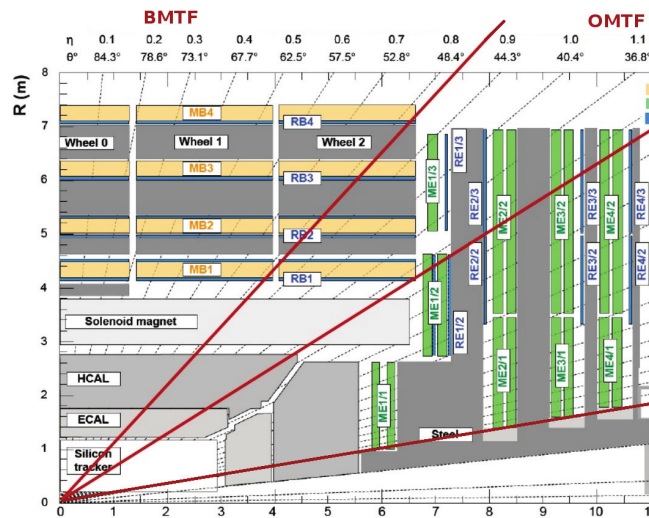 BMTF
OMTF
η 0.1 0.2 0.3 0.4 0.5 0.6 0.7 0.8 0.9 1.0 1.1
θ° 84.3° 78.6° 73.1° 67.7° 62.5° 57.5° 52.8° 48.4° 44.3° 40.4° 36.8°
R (m)
8
7
6
5
4
3
2
1
0
MB4
RB4
Wheel 0
Wheel 1
Wheel 2
MB3
RB3
MB2
RB2
MB1
RB1
Solenoid magnet
HCAL
ECAL
Silicon
tracker
Steel
ME1/3
RE1/3
ME1/2
RE1/2
ME1/1
RE2/3
RE2/2
ME2/2
ME2/1
ME3/2
ME3/1
RE3/3
RE3/2
ME4/2
ME4/1
RE4/3
RE4/2
0 1 2 3 4 5 6 7 8 9 10